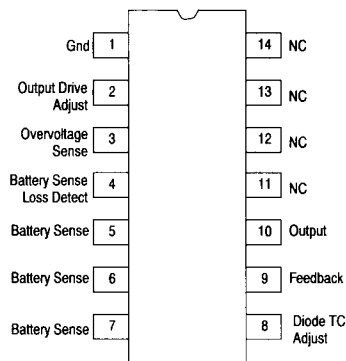 Gnd 1
Output Drive
Adjust 2
Overvoltage
Sense 3
Battery Sense
Loss Detect 4
Battery Sense 5
Battery Sense 6
Battery Sense 7
14 NC
13 NC
12 NC
11 NC
10 Output
9 Feedback
8 Diode TC
Adjust